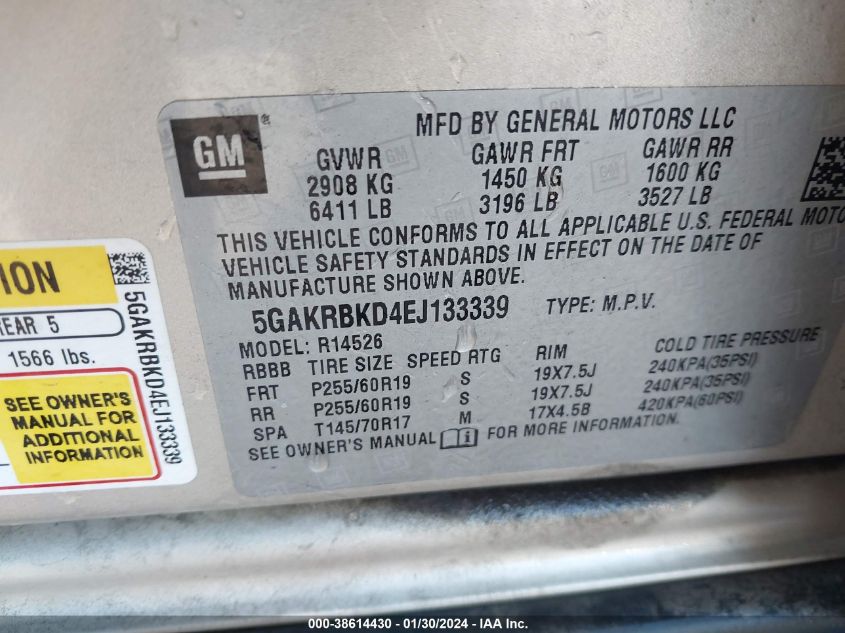 GM
MFD BY GENERAL MOTORS LLC
GVWR GAWR FRT GAWR RR
2908 KG 1450 KG 1600 KG
6411 LB 3196 LB 3527 LB
THIS VEHICLE CONFORMS TO ALL APPLICABLE U.S. FEDERAL MOTO
VEHICLE SAFETY STANDARDS IN EFFECT ON THE DATE OF
MANUFACTURE SHOWN ABOVE.
5GAKRBKD4EJ133339 TYPE: M.P.V.
MODEL: R14526
RBBB TIRE SIZE SPEED RTG RIM COLD TIRE PRESSURE
FRT P255/60R19 S 19X7.5J 240KPA(35PSI)
RR P255/60R19 S 19X7.5J 240KPA(35PSI)
SPA T145/70R17 M 17X4.5B 420KPA(60PSI)
SEE OWNER'S MANUAL FOR MORE INFORMATION.
ION
REAR 5
1566 lbs.
SEE OWNER'S
MANUAL FOR
ADDITIONAL
INFORMATION
5GAKRBKD4EJ133339
000-38614430 - 01/30/2024 - IAA Inc.